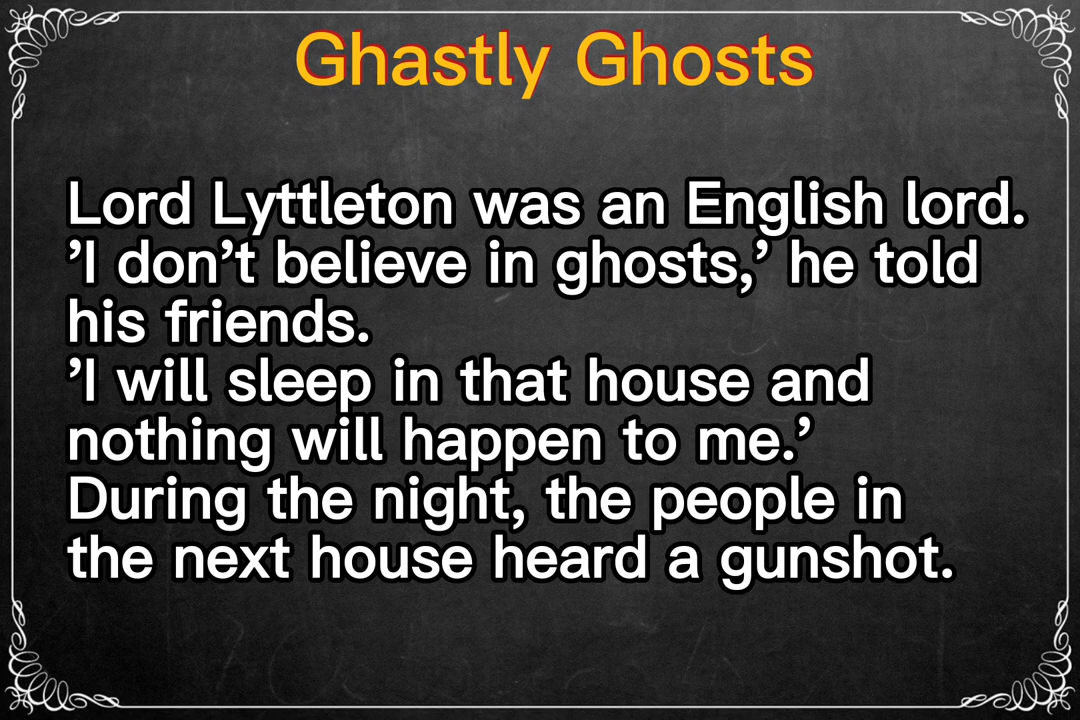 Ghastly Ghosts
Lord Lyttleton was an English lord.
’I don’t believe in ghosts,’ he told
his friends.
’I will sleep in that house and
nothing will happen to me.’
During the night, the people in
the next house heard a gunshot.